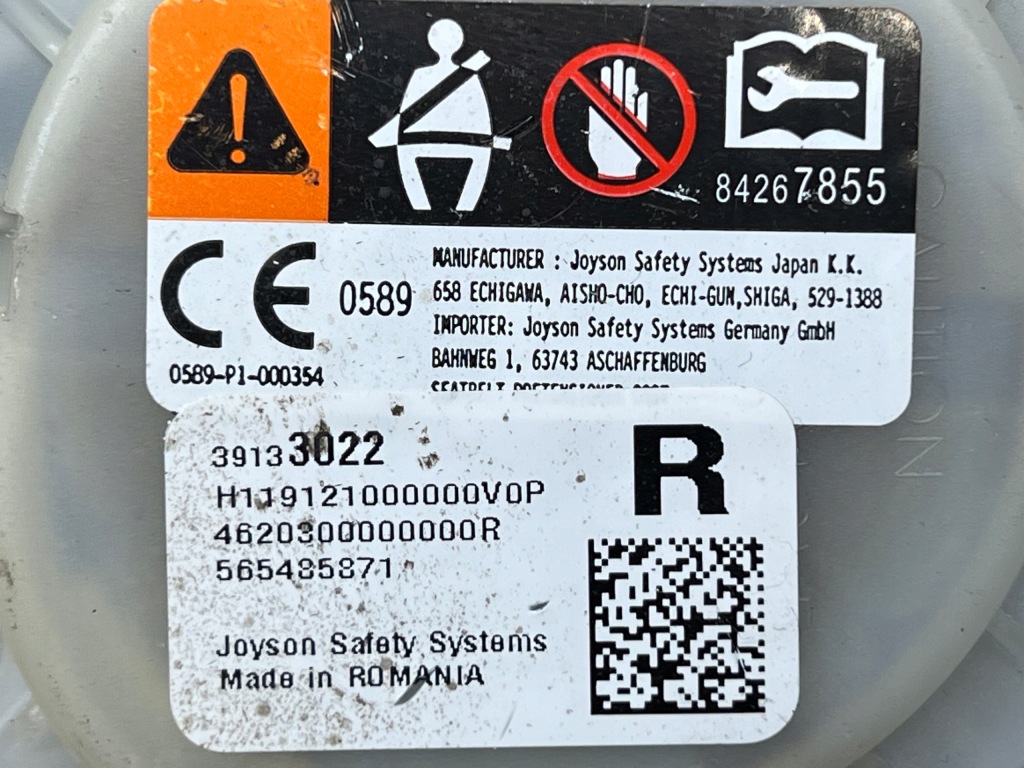 84267855
CE 0589
0589-P1-000354
MANUFACTURER : Joyson Safety Systems Japan K.K.
658 ECHIGAWA, AISHO-CHO, ECHI-GUN,SHIGA, 529-1388
IMPORTER: Joyson Safety Systems Germany GmbH
BAHNWEG 1, 63743 ASCHAFFENBURG
39133022
R
H119121000000V0P
4620300000000R
565485871
Joyson Safety Systems
Made in ROMANIA